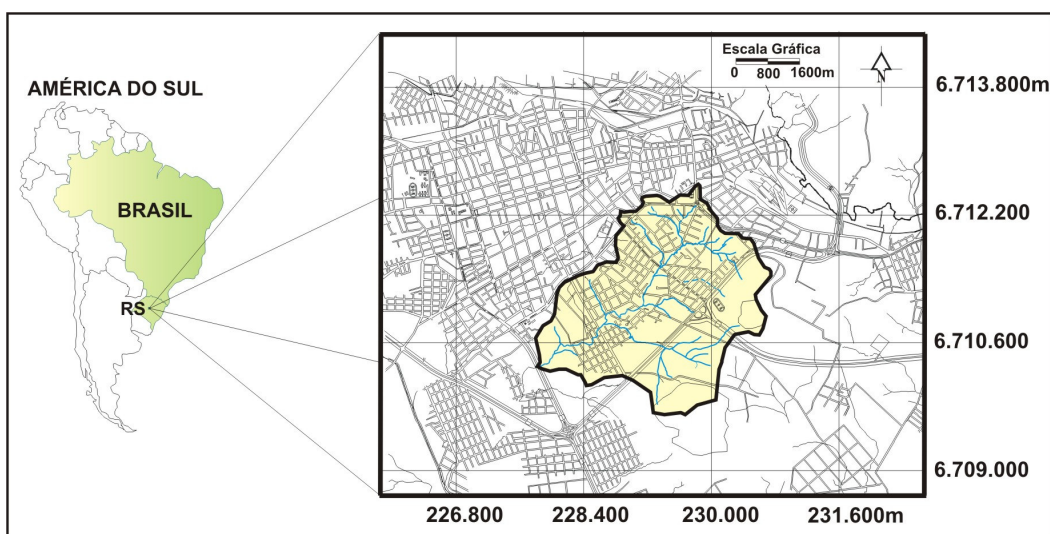 AMÉRICA DO SUL
BRASIL
RS
Escala Gráfica
0 800 1600m
N
6.713.800m
6.712.200
6.710.600
6.709.000
226.800 228.400 230.000 231.600m